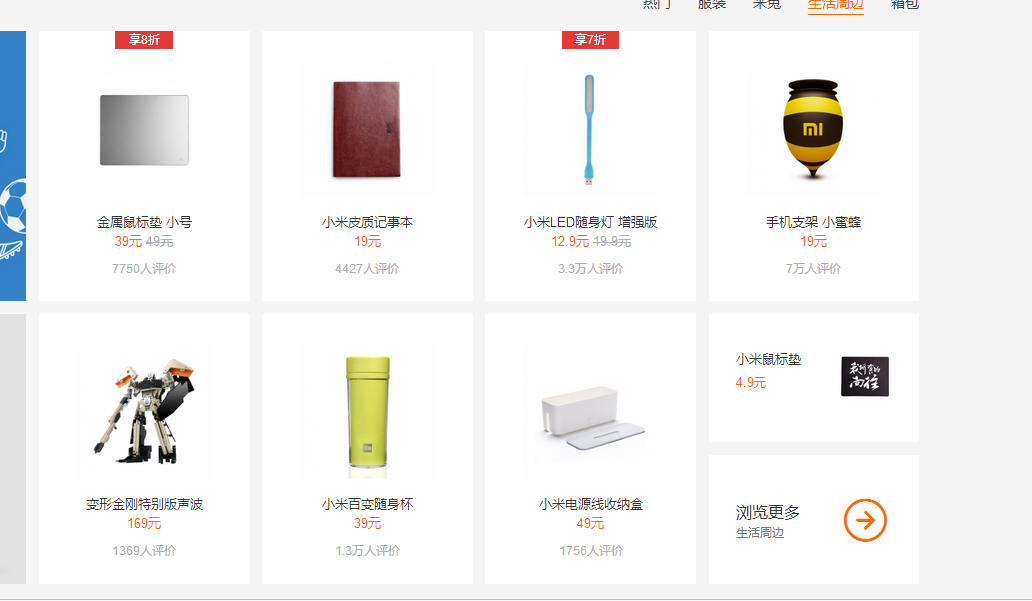 热门 服装 米兔 生活周边 箱包
享8折
金属鼠标垫 小号
39元 49元
7750人评价
小米皮质记事本
19元
4427人评价
享7折
小米LED随身灯 增强版
12.9元 19.9元
3.3万人评价
mi
手机支架 小蜜蜂
19元
7万人评价
变形金刚特别版声波
169元
1369人评价
mi
小米百变随身杯
39元
1.3万人评价
小米电源线收纳盒
49元
1756人评价
小米鼠标垫
4.9元
浏览更多
生活周边